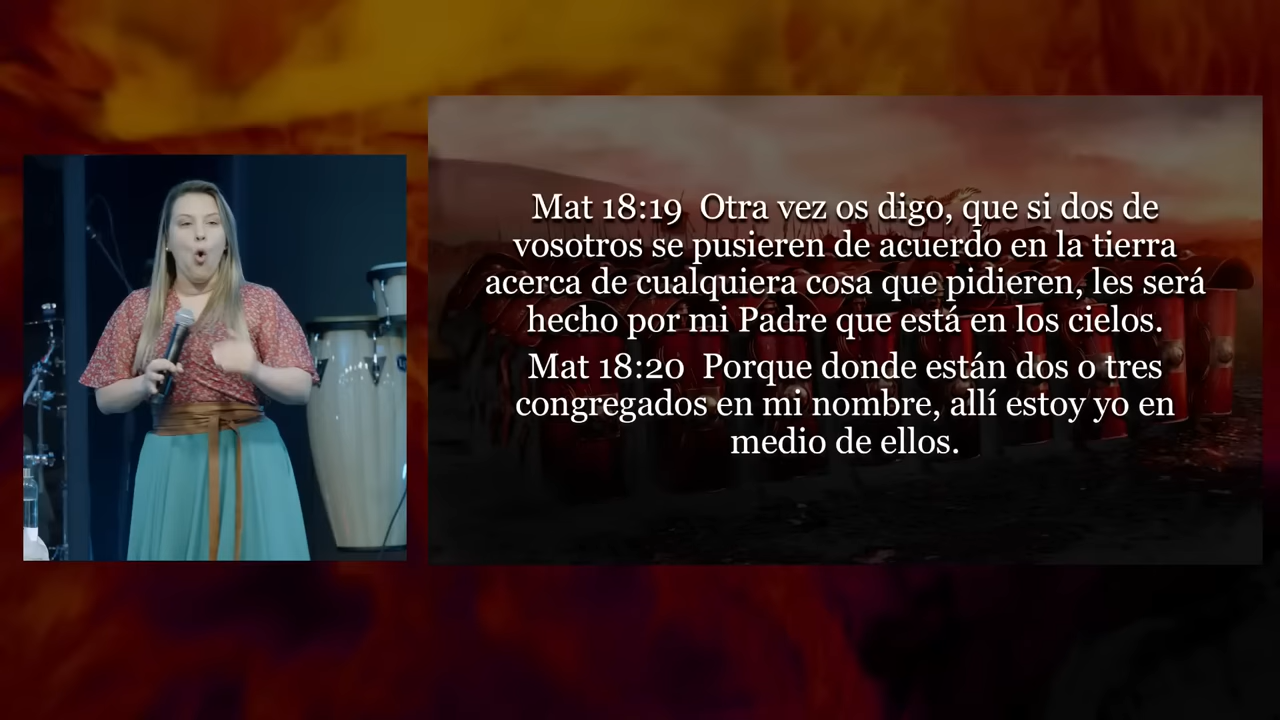 Mat 18:19 Otra vez os digo, que si dos de
vosotros se pusieren de acuerdo en la tierra
acerca de cualquiera cosa que pidieren, les será
hecho por mi Padre que está en los cielos.
Mat 18:20 Porque donde están dos o tres
congregados en mi nombre, allí estoy yo en
medio de ellos.